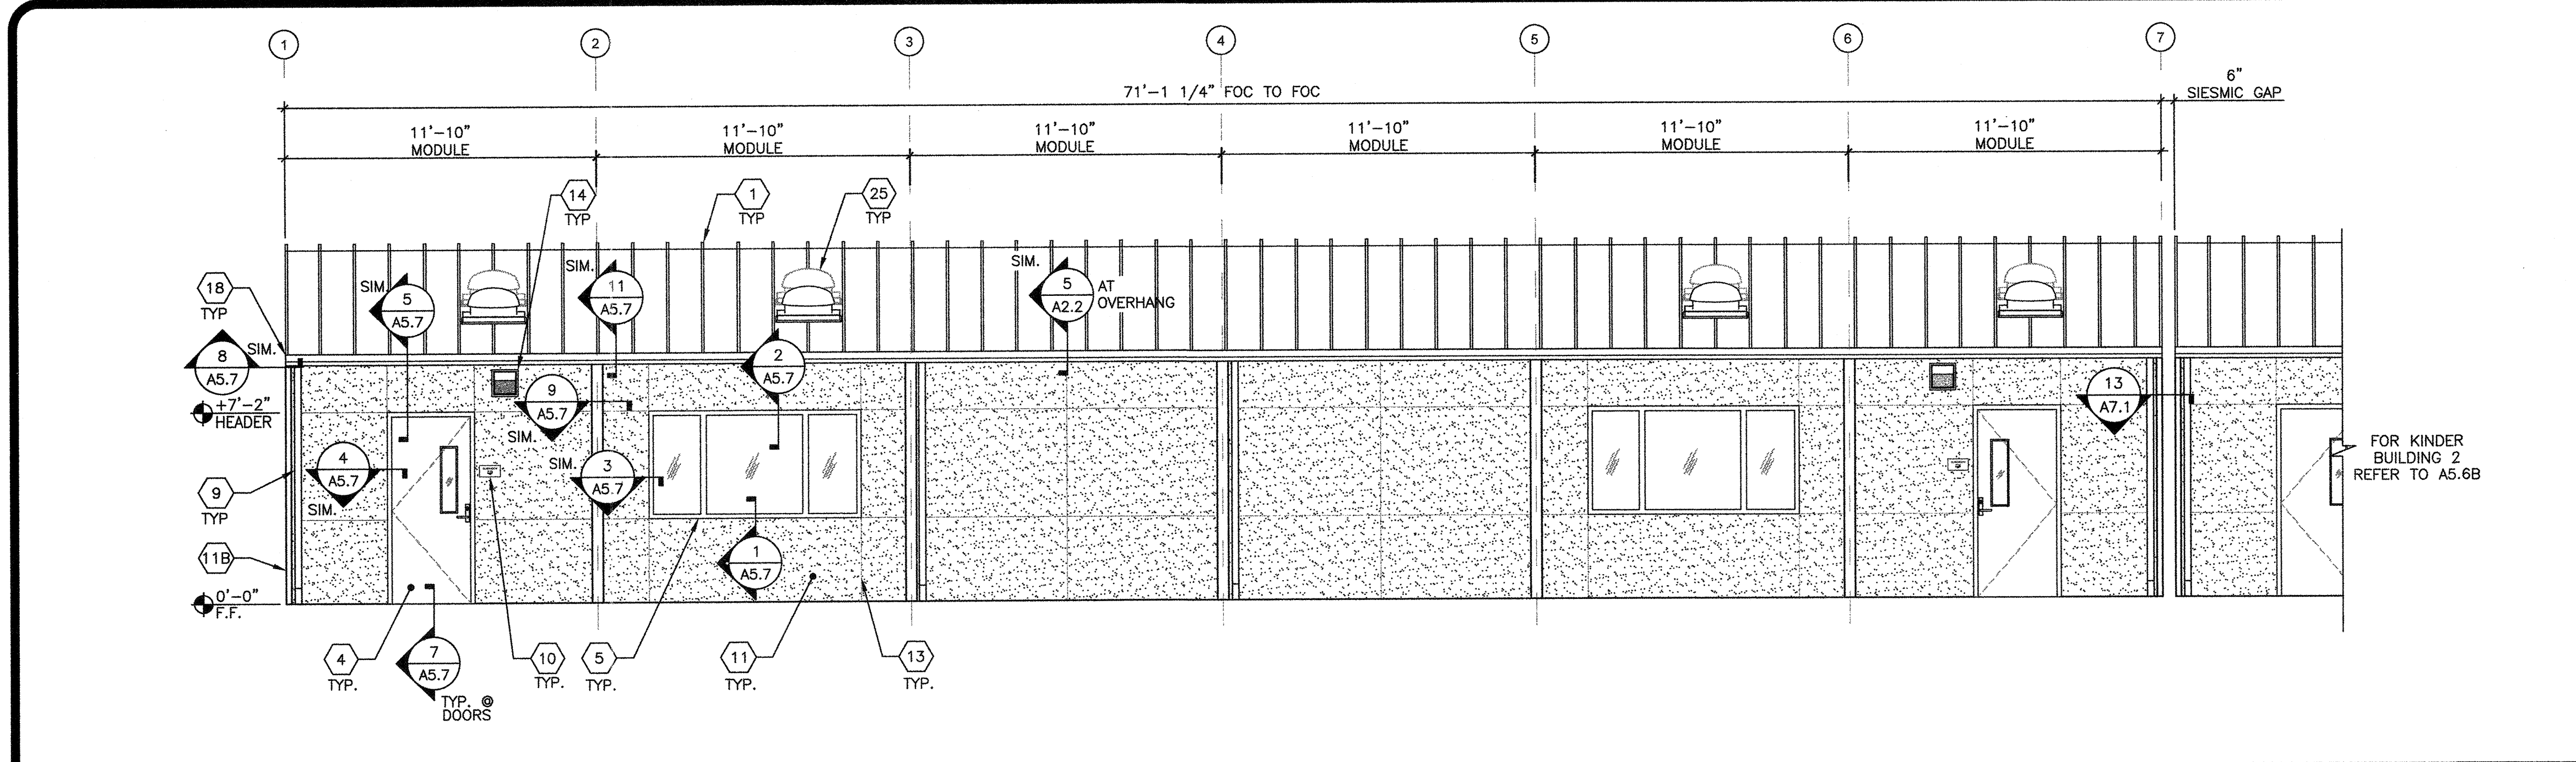 1
2
3
4
5
6
7
71'-1 1/4" FOC TO FOC
6"
SIESMIC GAP
11'-10"
MODULE
11'-10"
MODULE
11'-10"
MODULE
11'-10"
MODULE
11'-10"
MODULE
11'-10"
MODULE
14
TYP
1
TYP
25
TYP
18
TYP
SIM.
5
A5.7
SIM.
11
A5.7
SIM.
5
A2.2
AT
OVERHANG
8
A5.7
SIM.
2
A5.7
9
A5.7
SIM.
13
A7.1
+7'-2"
HEADER
4
A5.7
SIM.
SIM.
3
A5.7
FOR KINDER
BUILDING 2
REFER TO A5.6B
9
TYP
11B
1
A5.7
0'-0"
F.F.
4
TYP.
7
A5.7
TYP. @
DOORS
10
TYP.
5
TYP.
11
TYP.
13
TYP.